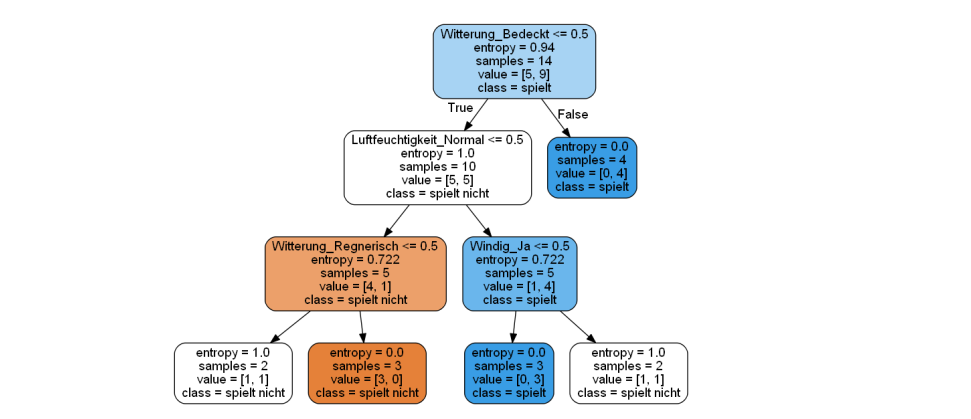 Witterung_Bedeckt <= 0.5
entropy = 0.94
samples = 14
value = [5, 9]
class = spielt
True
False
Luftfeuchtigkeit_Normal <= 0.5
entropy = 1.0
samples = 10
value = [5, 5]
class = spielt nicht
entropy = 0.0
samples = 4
value = [0, 4]
class = spielt
Witterung_Regnerisch <= 0.5
entropy = 0.722
samples = 5
value = [4, 1]
class = spielt nicht
Windig_Ja <= 0.5
entropy = 0.722
samples = 5
value = [1, 4]
class = spielt
entropy = 1.0
samples = 2
value = [1, 1]
class = spielt nicht
entropy = 0.0
samples = 3
value = [3, 0]
class = spielt nicht
entropy = 0.0
samples = 3
value = [0, 3]
class = spielt
entropy = 1.0
samples = 2
value = [1, 1]
class = spielt nicht